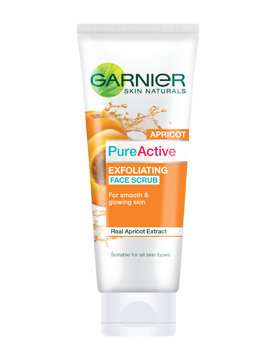 GARNIER
SKIN NATURALS
APRICOT
PureActive
EXFOLIATING
FACE SCRUB
For smooth &
glowing skin
Real Apricot Extract
Suitable for all skin types